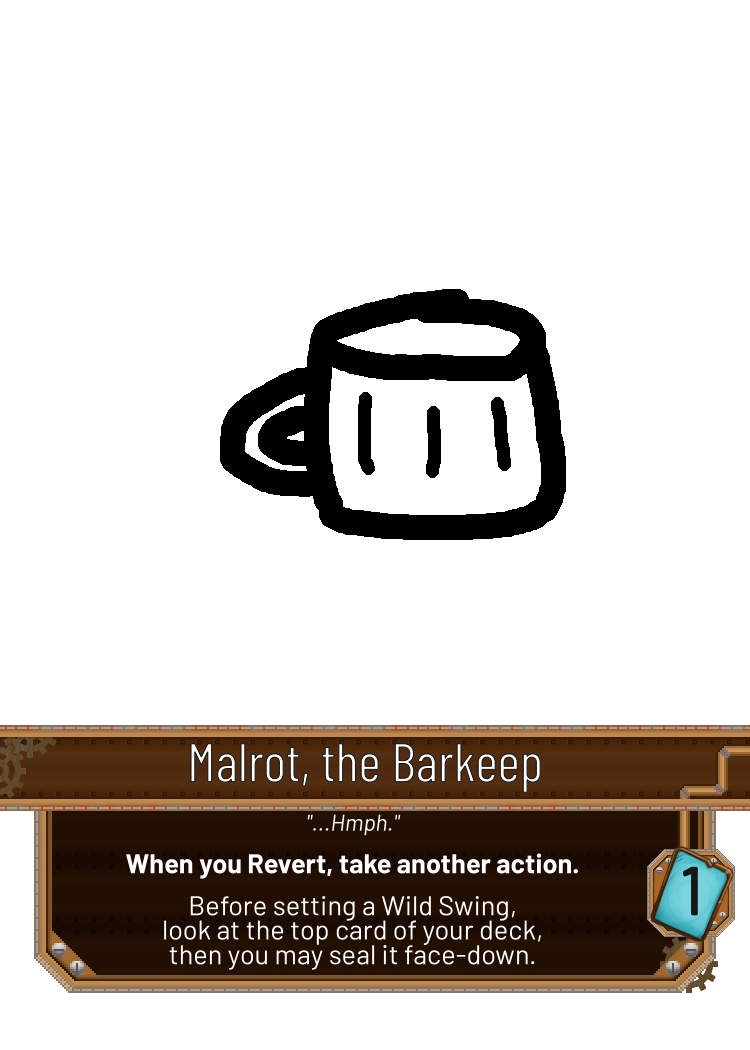 Malrot, the Barkeep
"...Hmph."
When you Revert, take another action.
1
Before setting a Wild Swing,
look at the top card of your deck,
then you may seal it face-down.